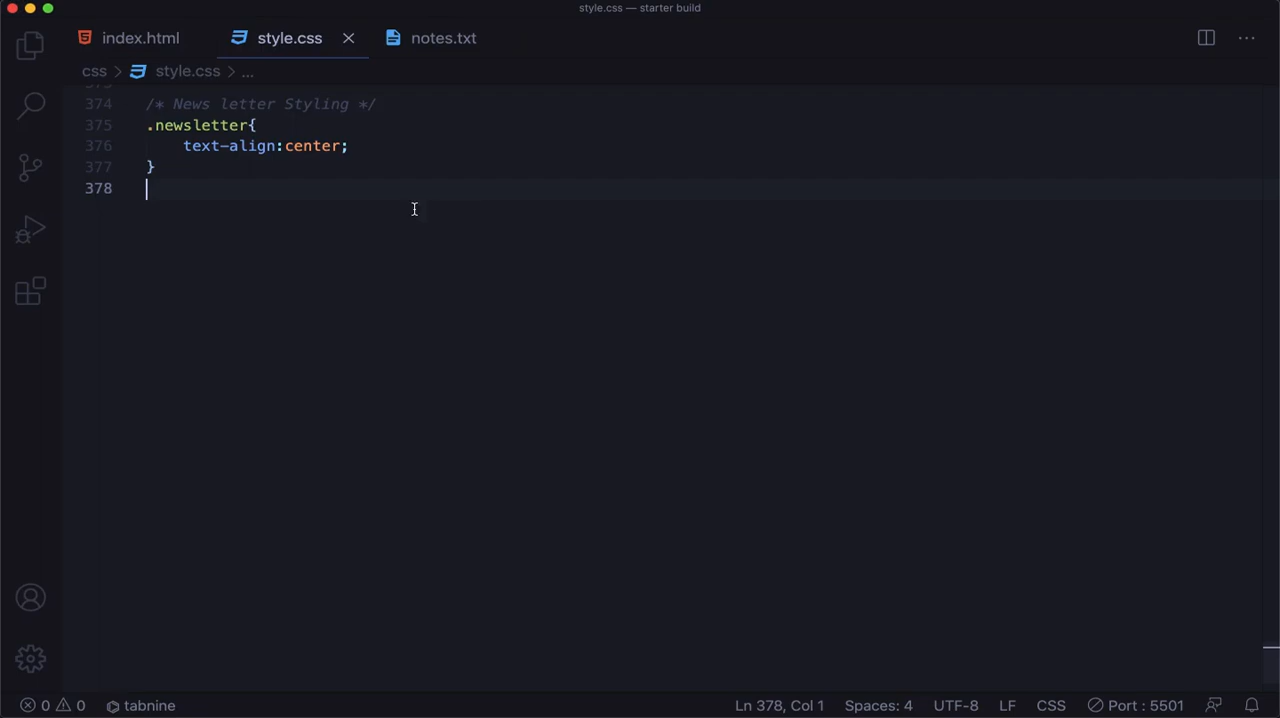 style.css — starter build
index.html style.css notes.txt
css > style.css > ...
374 /* News letter Styling */
375 .newsletter{
376 text-align:center;
377 }
378
0 0 tabnine Ln 378, Col 1 Spaces: 4 UTF-8 LF CSS Port : 5501